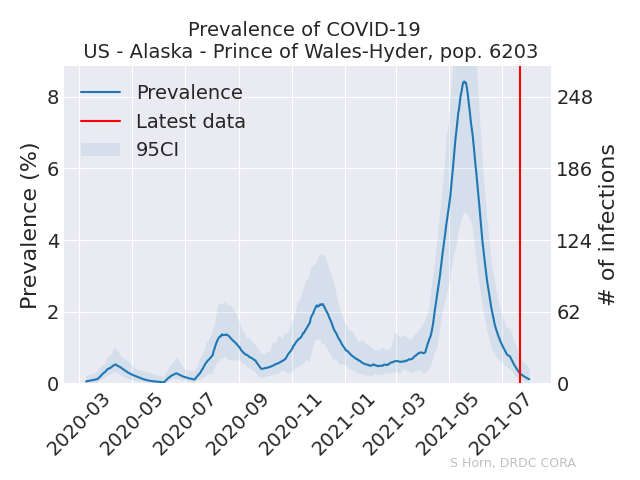 Prevalence of COVID-19
US - Alaska - Prince of Wales-Hyder, pop. 6203
Prevalence
Latest data
95CI
Prevalence (%)
8
6
4
2
0
# of infections
248
186
124
62
0
2020-03
2020-05
2020-07
2020-09
2020-11
2021-01
2021-03
2021-05
2021-07
S Horn, DRDC CORA